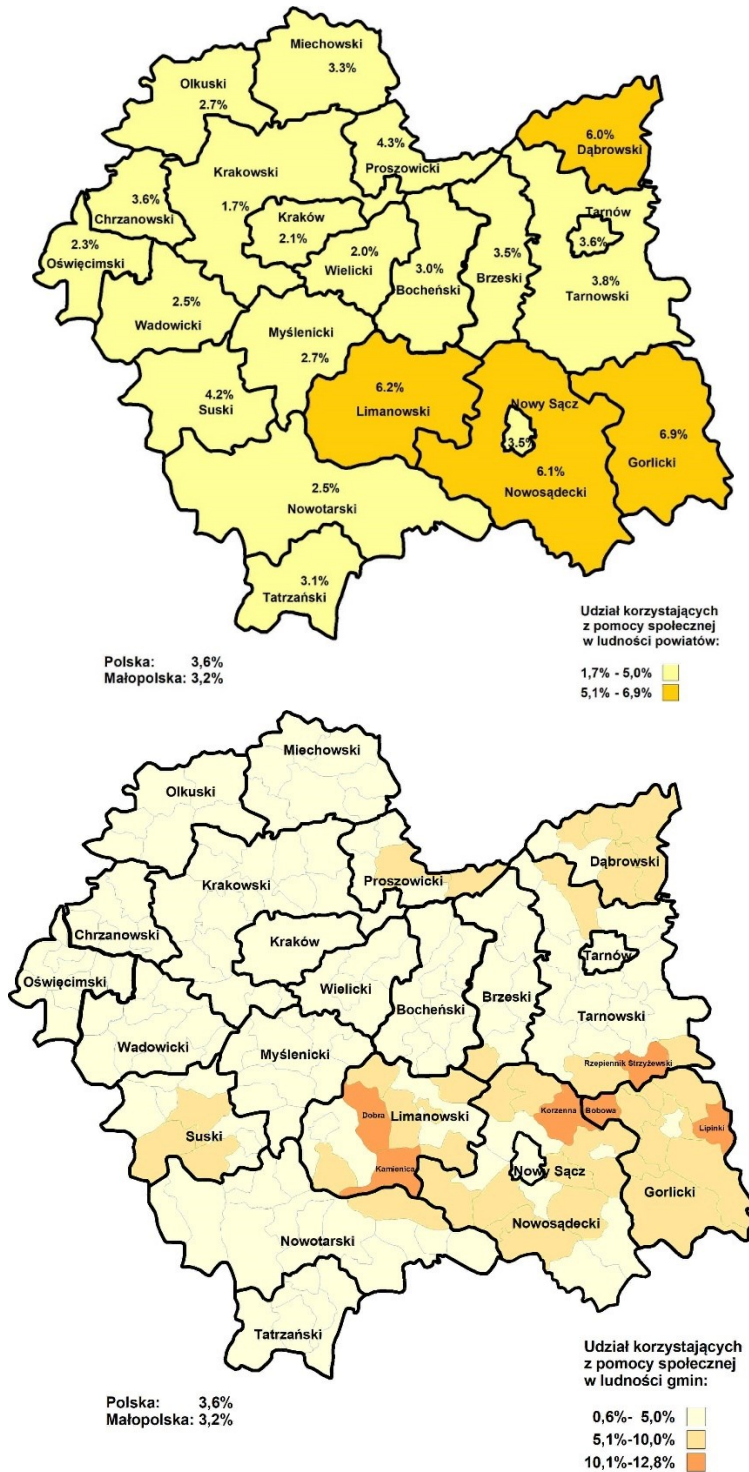 Miechowski
3.3%
Olkuski
2.7%
6.0%
Dąbrowski
4.3%
Proszowicki
Krakowski
1.7%
3.6%
Chrzanowski
Kraków
2.1%
Tarnów
3.6%
2.3%
Oświęcimski
2.0%
Wielicki
3.0%
Bocheński
3.5%
Brzeski
3.8%
Tarnowski
2.5%
Wadowicki
Myślenicki
2.7%
4.2%
Suski
6.2%
Limanowski
Nowy Sącz
3.5%
6.9%
Gorlicki
6.1%
Nowosądecki
2.5%
Nowotarski
3.1%
Tatrzański
Udział korzystających
z pomocy społecznej
w ludności powiatów:
1,7% - 5,0%
5,1% - 6,9%
Polska: 3,6%
Małopolska: 3,2%
Miechowski
Olkuski
Dąbrowski
Proszowicki
Krakowski
Chrzanowski
Kraków
Tarnów
Oświęcimski
Wielicki
Bocheński
Brzeski
Tarnowski
Wadowicki
Myślenicki
Rzepiennik Strzyżewski
Suski
Dobra
Limanowski
Korzenna
Bobowa
Lipinki
Kamienica
Nowy Sącz
Gorlicki
Nowosądecki
Nowotarski
Tatrzański
Udział korzystających
z pomocy społecznej
w ludności gmin:
0,6%- 5,0%
5,1%-10,0%
10,1%-12,8%
Polska: 3,6%
Małopolska: 3,2%